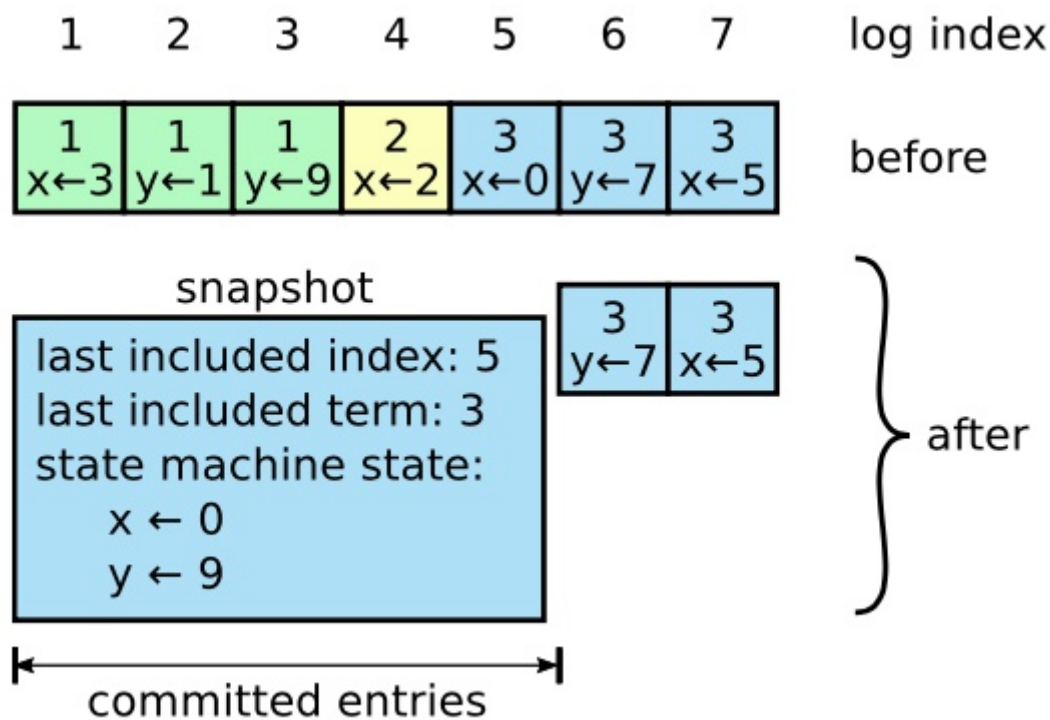 1 2 3 4 5 6 7 log index
1 1 1 2 3 3 3
x←3 y←1 y←9 x←2 x←0 y←7 x←5
before
snapshot
last included index: 5
last included term: 3
state machine state:
x ← 0
y ← 9
3 3
y←7 x←5
after
committed entries